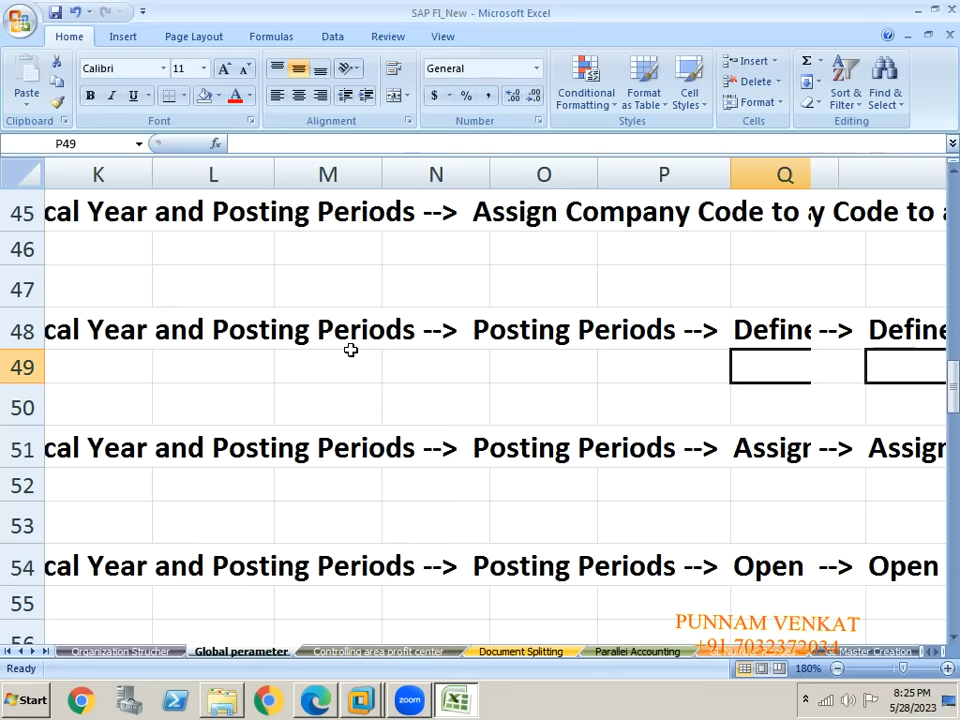 SAP FI_New - Microsoft Excel
Home Insert Page Layout Formulas Data Review View
Calibri 11 General
Paste
B I U
$ % ,
Conditional Formatting Format as Table Cell Styles
Insert Delete Format
Sort & Filter Find & Select
Clipboard Font Alignment Number Styles Cells Editing
P49 fx
K L M N O P Q
45 cal Year and Posting Periods --> Assign Company Code to y Code to
46
47
48 cal Year and Posting Periods --> Posting Periods --> Define --> Define
49
50
51 cal Year and Posting Periods --> Posting Periods --> Assign --> Assign
52
53
54 cal Year and Posting Periods --> Posting Periods --> Open --> Open
55
PUNNAM VENKAT
+91 7032372034
Organization Strucher Global perameter Controlling area profit center Document Splitting Parallel Accounting Master Creation
Ready 180%
Start zoom 8:25 PM
5/28/2023